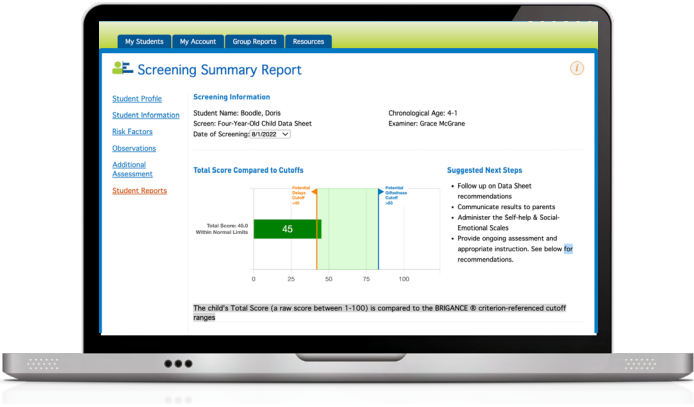 My Students My Account Group Reports Resources
Screening Summary Report
i
Student Profile
Student Information
Risk Factors
Observations
Additional
Assessment
Student Reports
Screening Information
Student Name: Boodle, Doris
Chronological Age: 4-1
Screen: Four-Year-Old Child Data Sheet
Examiner: Grace McGrane
Date of Screening: 8/1/2022
Total Score Compared to Cutoffs
Potential
Delays
Cutoff
Potential
Giftedness
Cutoff
Total Score: 45.0
Within Normal Limits
45
0 25 50 75 100
Suggested Next Steps
• Follow up on Data Sheet
recommendations
• Communicate results to parents
• Administer the Self-help & Social-
Emotional Scales
• Provide ongoing assessment and
appropriate instruction. See below for
recommendations.
The child's Total Score (a raw score between 1-100) is compared to the BRIGANCE ® criterion-referenced cutoff
ranges